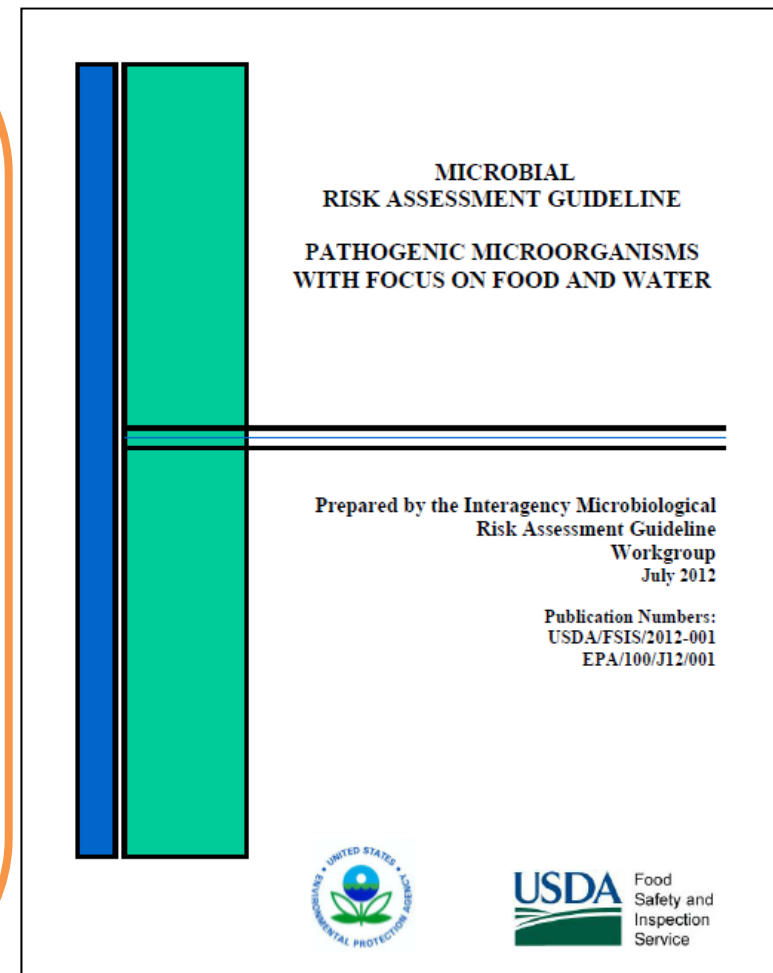 MICROBIAL
RISK ASSESSMENT GUIDELINE
PATHOGENIC MICROORGANISMS
WITH FOCUS ON FOOD AND WATER
Prepared by the Interagency Microbiological
Risk Assessment Guideline
Workgroup
July 2012
Publication Numbers:
USDA/FSIS/2012-001
EPA/100/J12/001
UNITED STATES
ENVIRONMENTAL PROTECTION AGENCY
USDA
Food
Safety and
Inspection
Service